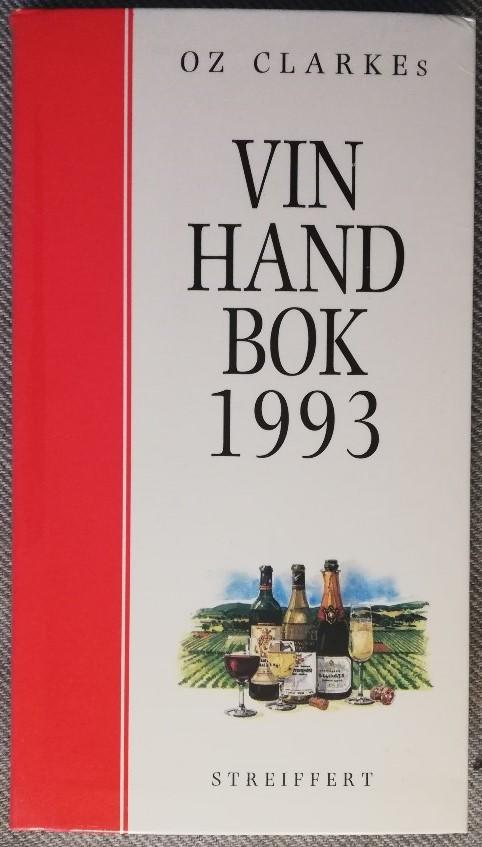 OZ CLARKEs
VIN
HAND
BOK
1993
STREIFFERT